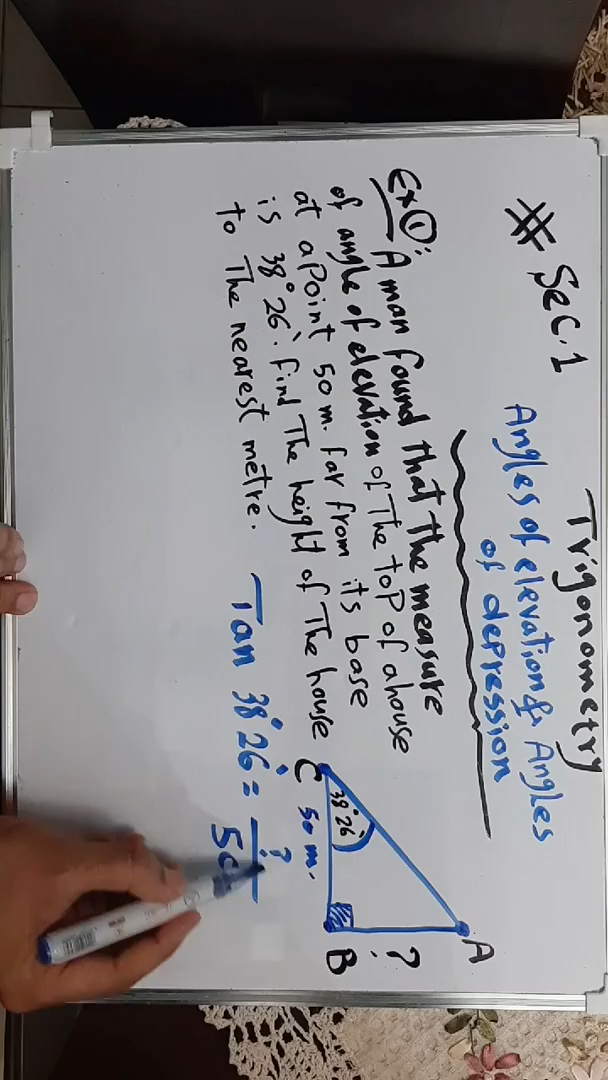 Trigonometry
# Sec.1 Angles of elevation & Angles
of depression
Ex ①: A man found that the measure
of angle of elevation of The top of a house
at a point 50 m. far from its base
is 38° 26`. find The height of The house
to The nearest metre.
A
?
38° 26`
C
50 m.
B
Tan 38° 26` = ?
50